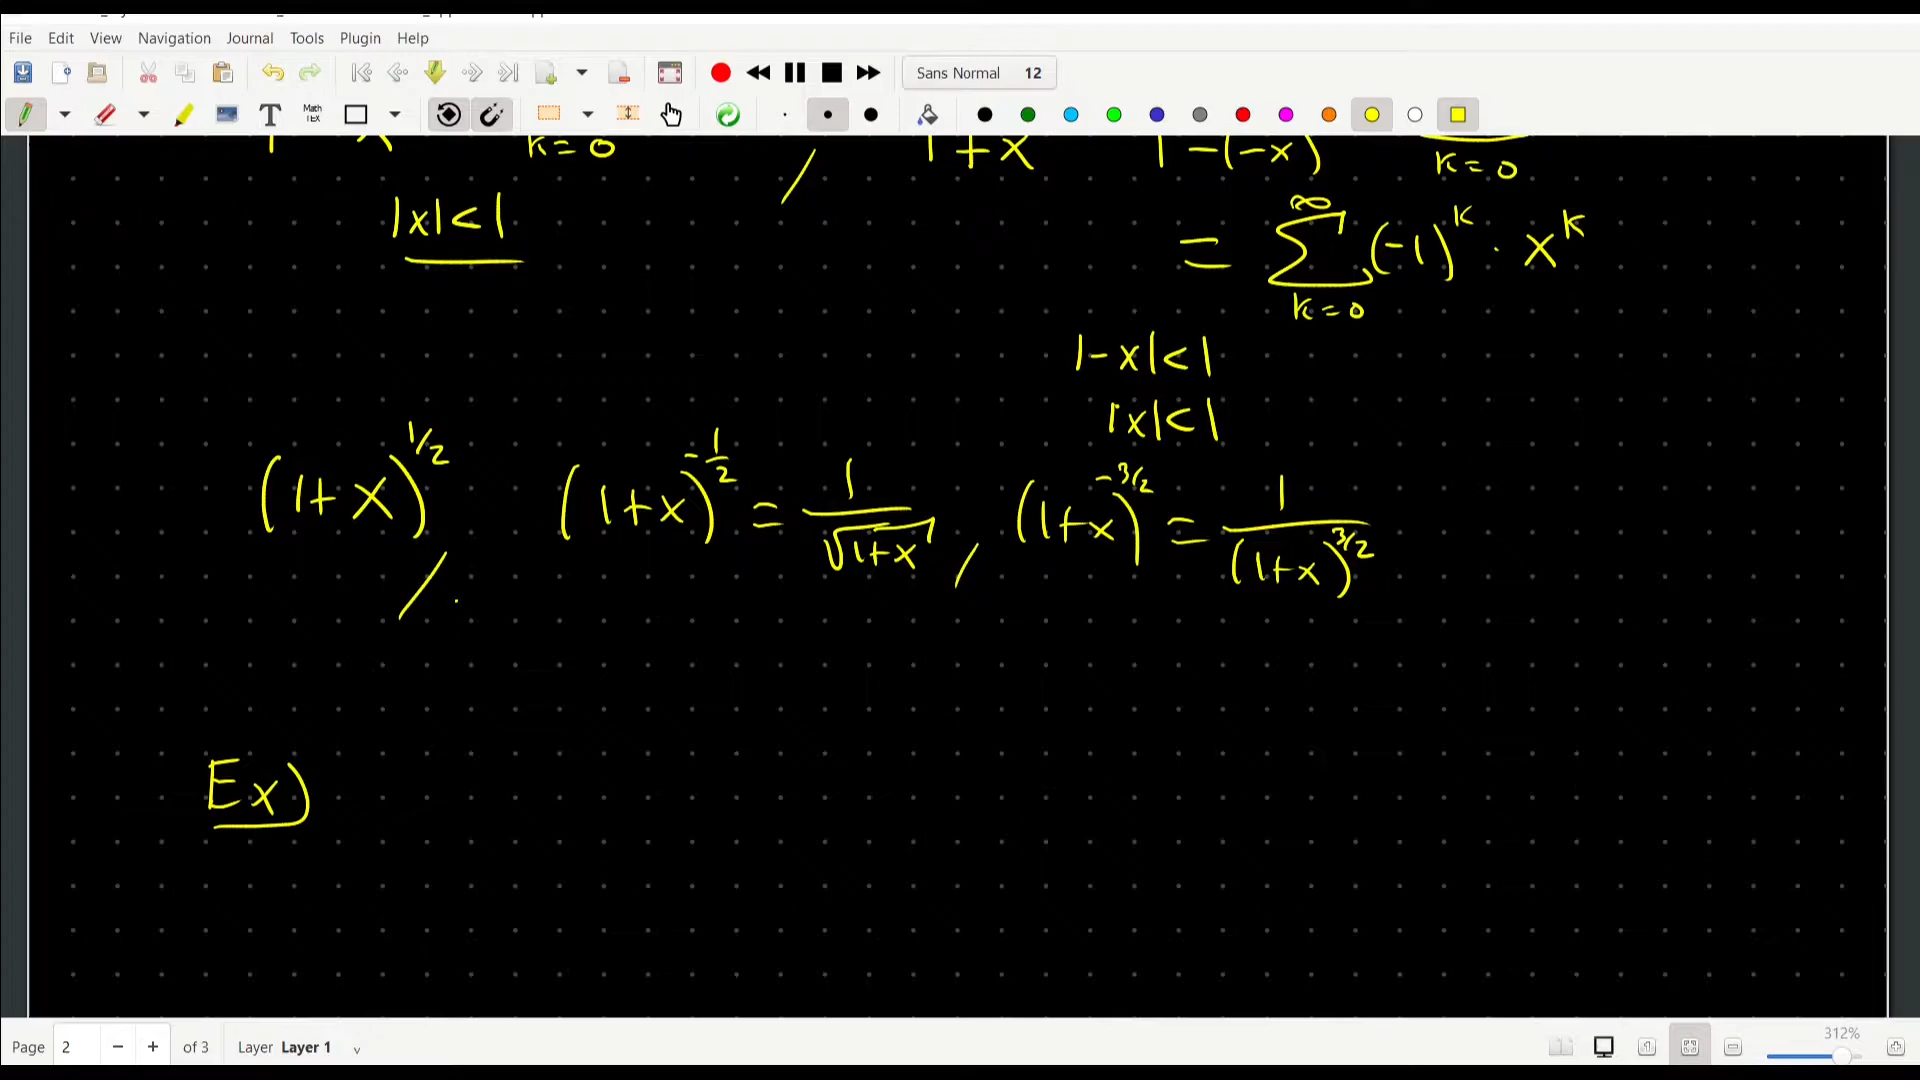 File Edit View Navigation Journal Tools Plugin Help
Sans Normal 12
Math TEX
k=0
1+x 1-(-x) k=0
|x|<1
= ∑ (-1)^k · x^k
∞
k=0
|-x|<1
|x|<1
(1+x)^1/2 (1+x)^-1/2 = 1/√1+x , (1+x)^-3/2 = 1/(1+x)^3/2
Ex)
Page 2 - + of 3 Layer Layer 1
312%